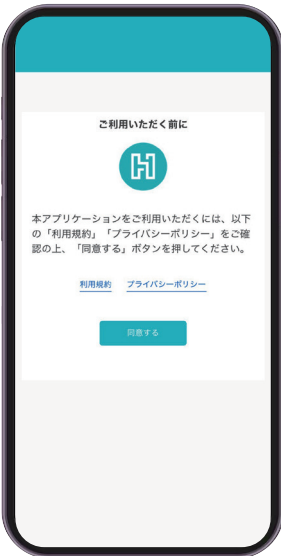 ご利用いただく前に
本アプリケーションをご利用いただくには、以下
の「利用規約」「プライバシーポリシー」をご確
認の上、「同意する」ボタンを押してください。
利用規約 プライバシーポリシー
同意する